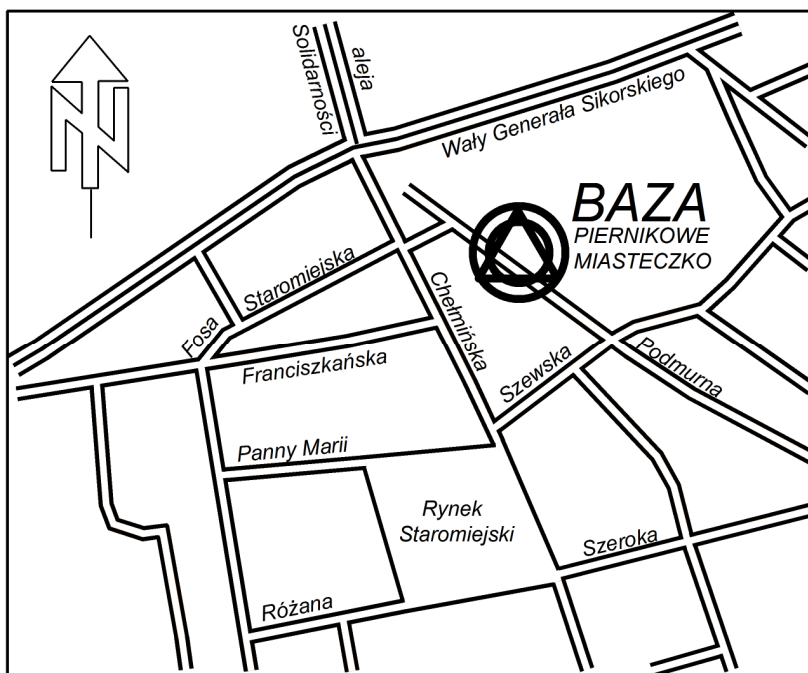 N
aleja
Solidarności
Wały Generała Sikorskiego
BAZA
PIERNIKOWE
MIASTECZKO
Staromiejska
Fosa
Chełmińska
Franciszkańska
Szewska
Podmurna
Panny Marii
Rynek
Staromiejski
Szeroka
Różana